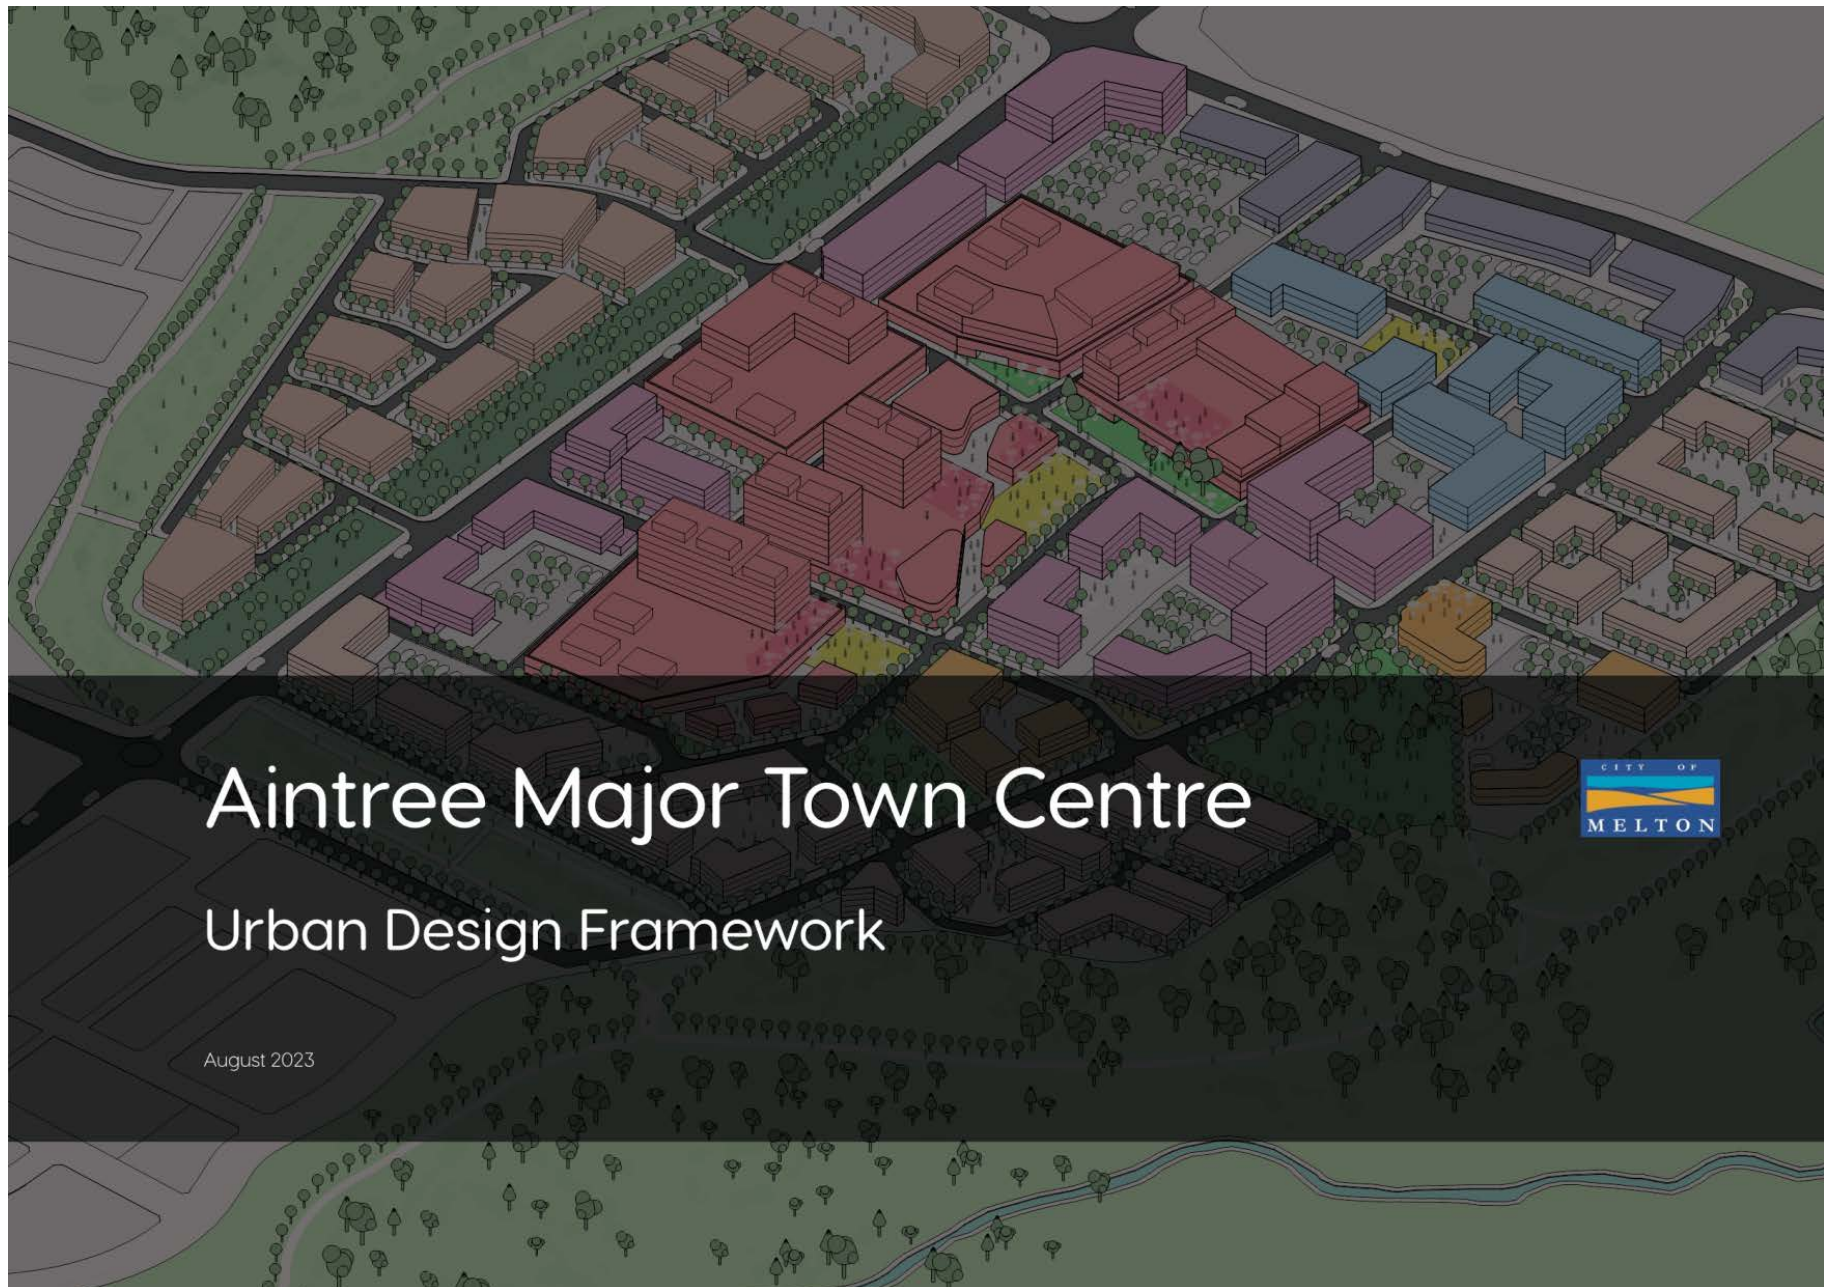 Aintree Major Town Centre
CITY OF
MELTON
Urban Design Framework
August 2023